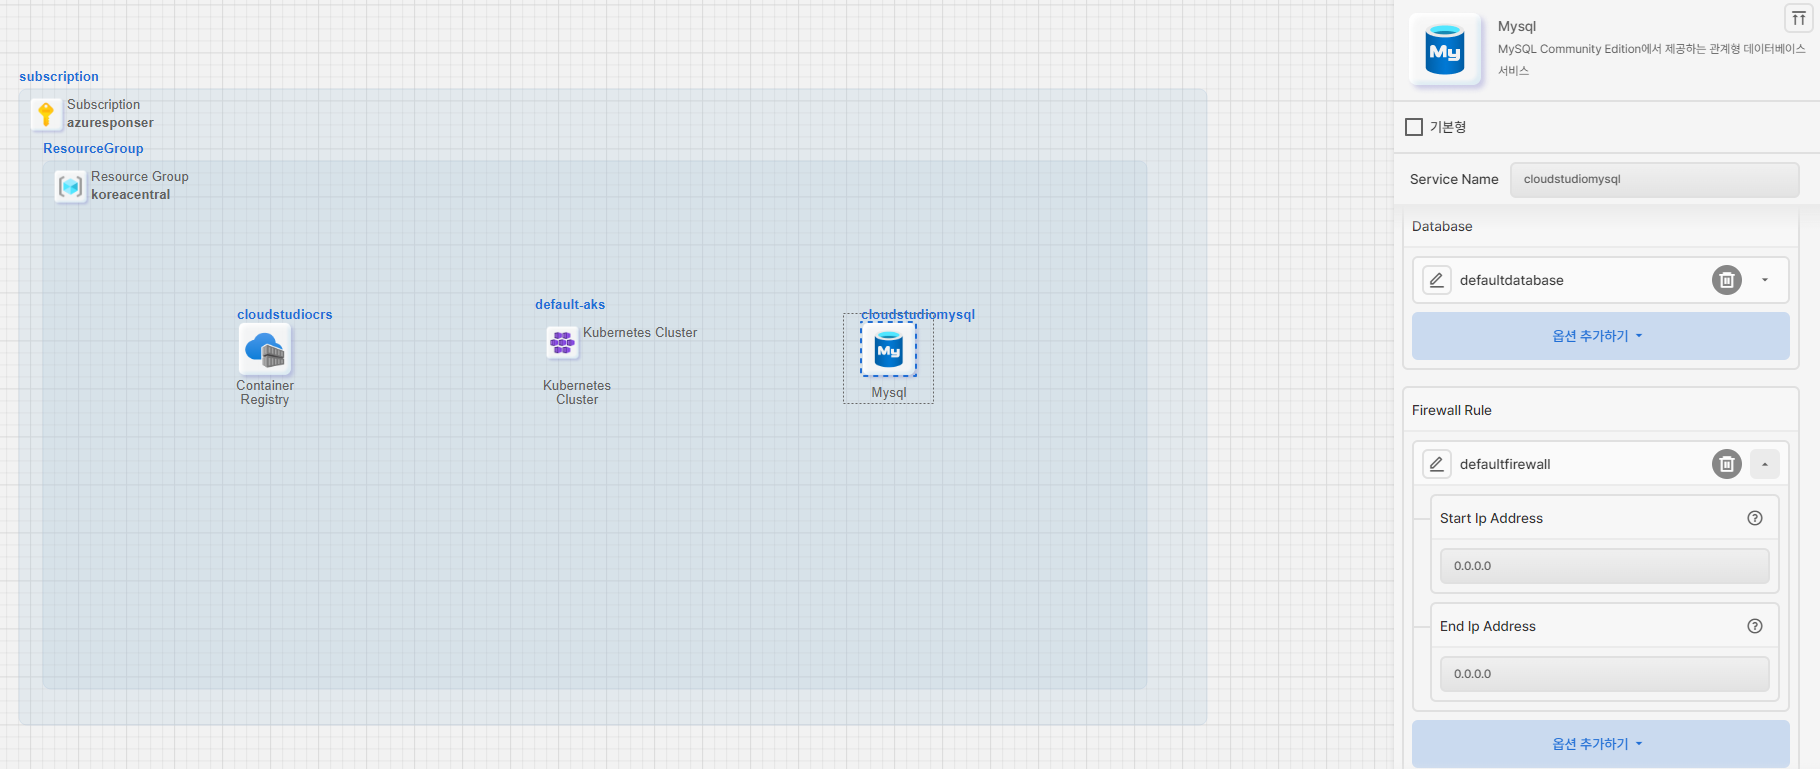 subscription
Subscription
azuresponser
ResourceGroup
Resource Group
koreacentral
cloudstudiocrs
Container
Registry
default-aks
Kubernetes Cluster
Kubernetes
Cluster
cloudstudiomysql
My
Mysql
My
Mysql
MySQL Community Edition에서 제공하는 관계형 데이터베이스
서비스
기본형
Service Name
cloudstudiomysql
Database
defaultdatabase
옵션 추가하기
Firewall Rule
defaultfirewall
Start Ip Address
0.0.0.0
End Ip Address
0.0.0.0
옵션 추가하기